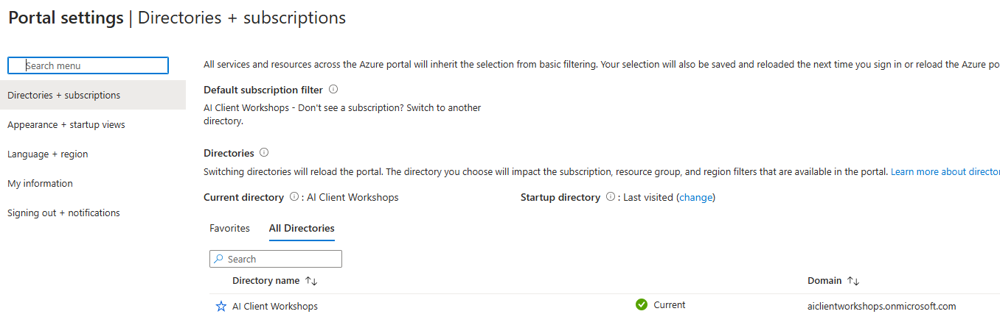 Portal settings | Directories + subscriptions
Search menu
Directories + subscriptions
Appearance + startup views
Language + region
My information
Signing out + notifications
All services and resources across the Azure portal will inherit the selection from basic filtering. Your selection will also be saved and reloaded the next time you sign in or reload the Azure po
Default subscription filter
AI Client Workshops - Don't see a subscription? Switch to another
directory.
Directories
Switching directories will reload the portal. The directory you choose will impact the subscription, resource group, and region filters that are available in the portal. Learn more about director
Current directory : AI Client Workshops Startup directory : Last visited (change)
Favorites All Directories
Search
Directory name Domain
AI Client Workshops Current aiclientworkshops.onmicrosoft.com